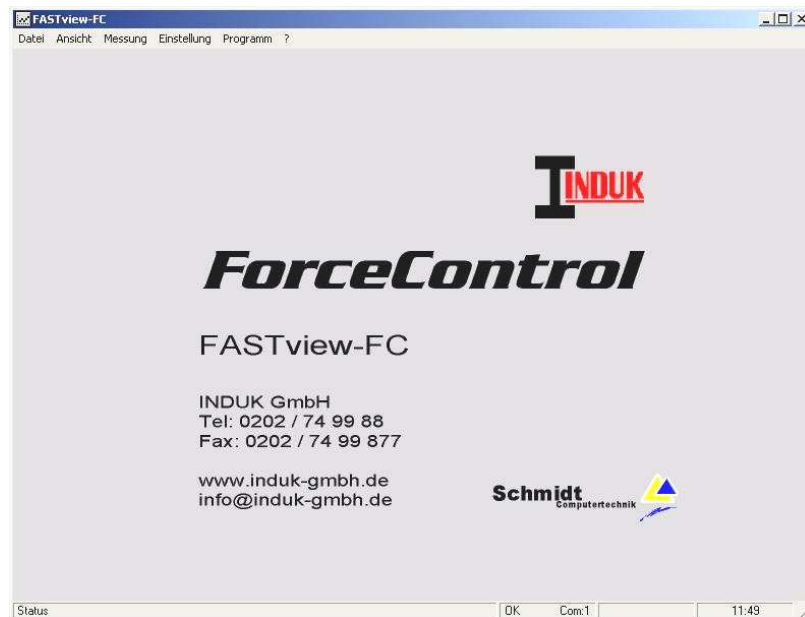 FASTview-FC
Datei Ansicht Messung Einstellung Programm ?
INDUK
ForceControl
FASTview-FC
INDUK GmbH
Tel: 0202 / 74 99 88
Fax: 0202 / 74 99 877
www.induk-gmbh.de
info@induk-gmbh.de
Schmidt
Computertechnik
Status OK Com:1 11:49